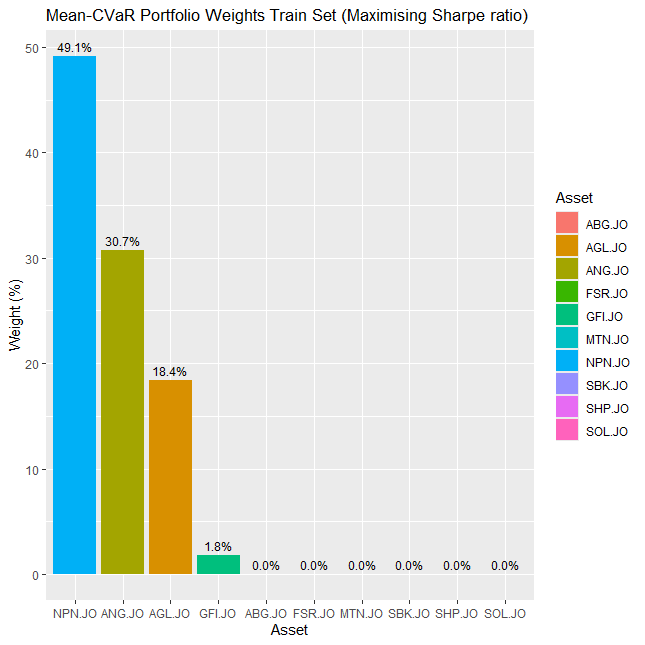 Mean-CVaR Portfolio Weights Train Set (Maximising Sharpe ratio)
Weight (%)
50
40
30
20
10
0
49.1%
30.7%
18.4%
1.8%
0.0%
0.0%
0.0%
0.0%
0.0%
0.0%
NPN.JO
ANG.JO
AGL.JO
GFI.JO
ABG.JO
FSR.JO
MTN.JO
SBK.JO
SHP.JO
SOL.JO
Asset
Asset
ABG.JO
AGL.JO
ANG.JO
FSR.JO
GFI.JO
MTN.JO
NPN.JO
SBK.JO
SHP.JO
SOL.JO